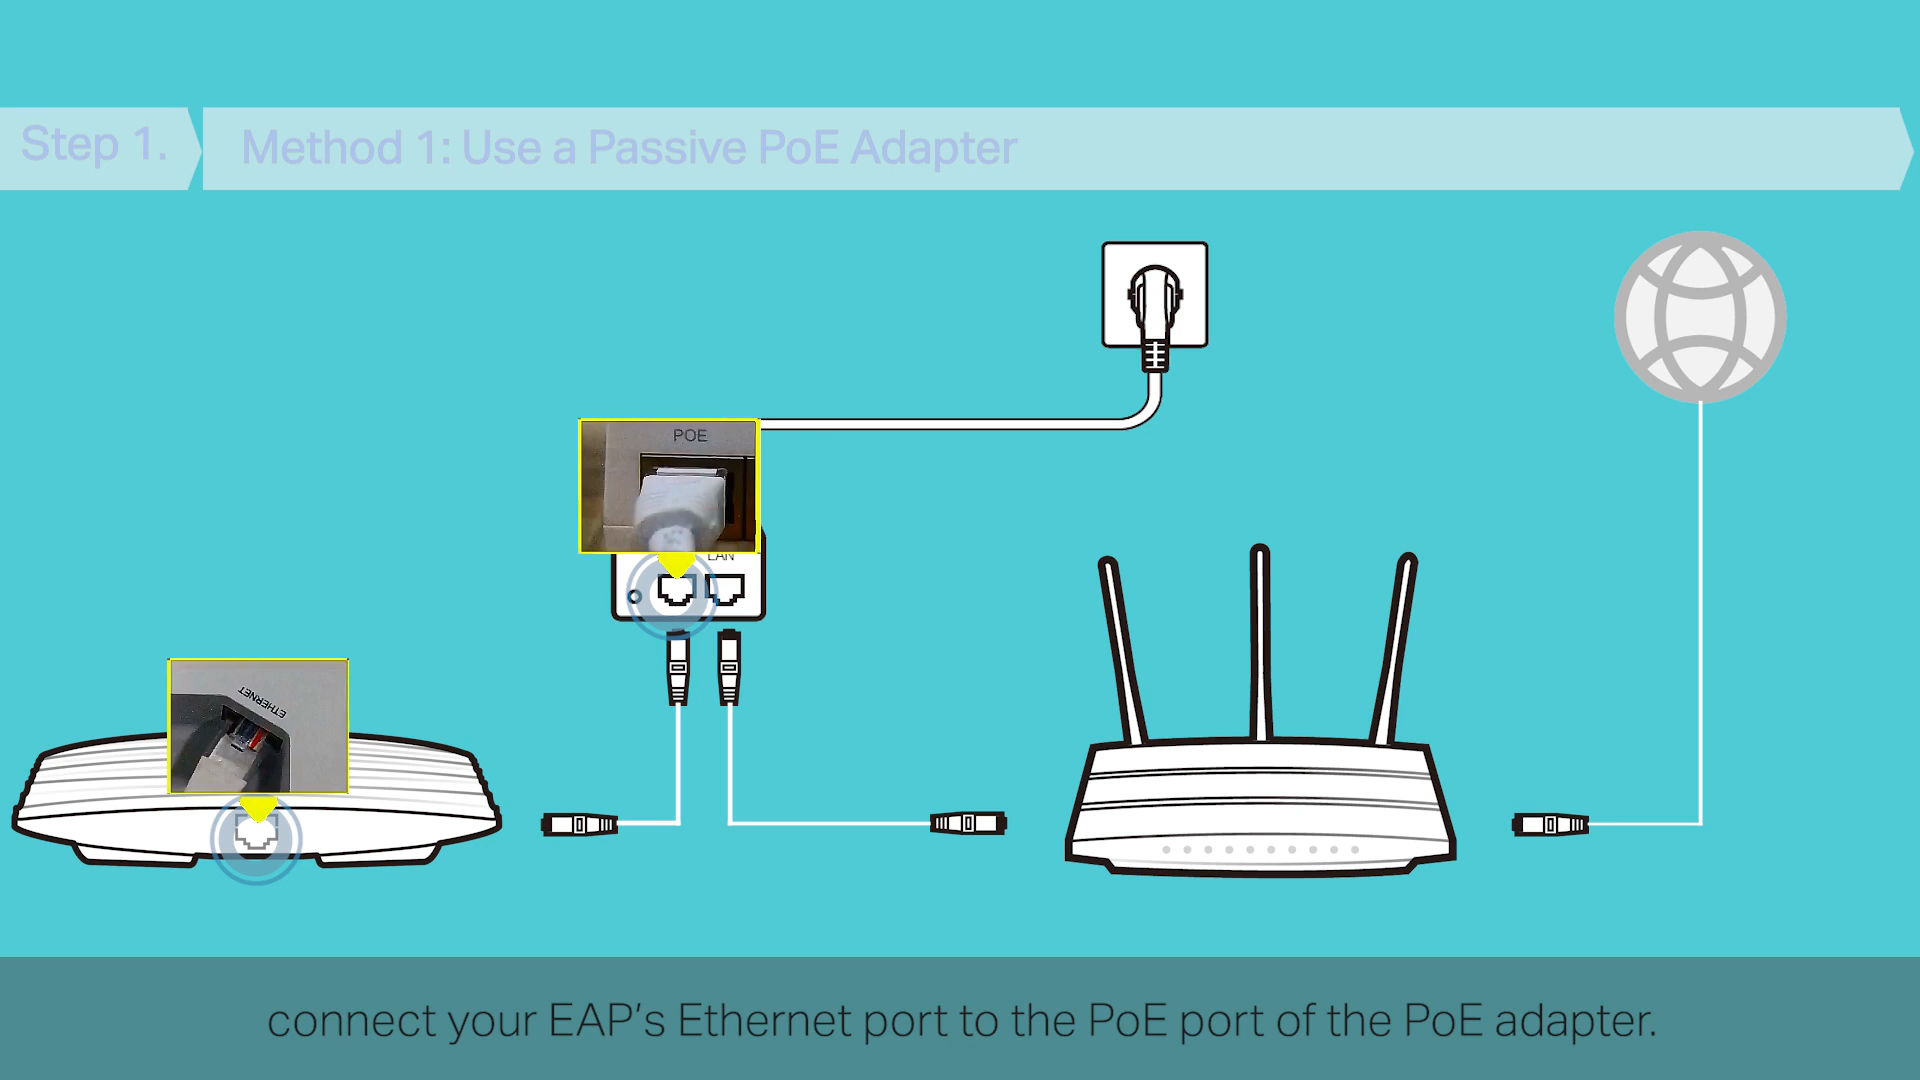 Step 1.
Method 1: Use a Passive PoE Adapter
POE
LAN
ETHERNET
connect your EAP's Ethernet port to the PoE port of the PoE adapter.